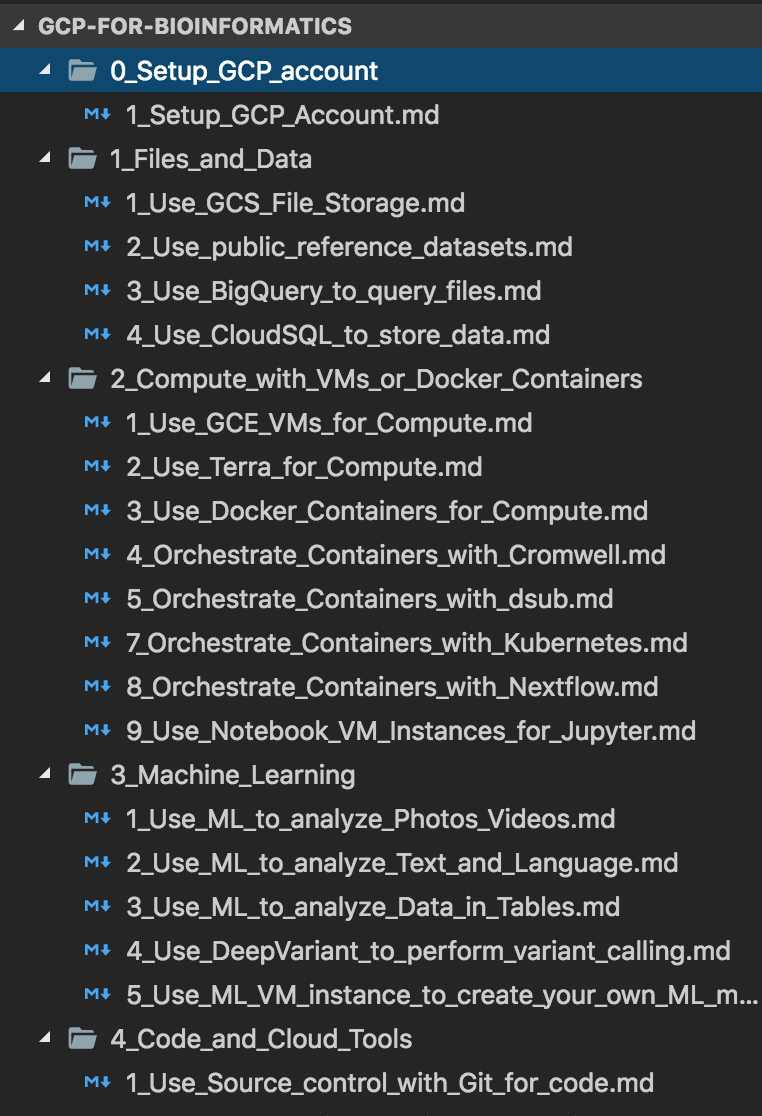 GCP-FOR-BIOINFORMATICS
0_Setup_GCP_account
M↓ 1_Setup_GCP_Account.md
1_Files_and_Data
M↓ 1_Use_GCS_File_Storage.md
M↓ 2_Use_public_reference_datasets.md
M↓ 3_Use_BigQuery_to_query_files.md
M↓ 4_Use_CloudSQL_to_store_data.md
2_Compute_with_VMs_or_Docker_Containers
M↓ 1_Use_GCE_VMs_for_Compute.md
M↓ 2_Use_Terra_for_Compute.md
M↓ 3_Use_Docker_Containers_for_Compute.md
M↓ 4_Orchestrate_Containers_with_Cromwell.md
M↓ 5_Orchestrate_Containers_with_dsub.md
M↓ 7_Orchestrate_Containers_with_Kubernetes.md
M↓ 8_Orchestrate_Containers_with_Nextflow.md
M↓ 9_Use_Notebook_VM_Instances_for_Jupyter.md
3_Machine_Learning
M↓ 1_Use_ML_to_analyze_Photos_Videos.md
M↓ 2_Use_ML_to_analyze_Text_and_Language.md
M↓ 3_Use_ML_to_analyze_Data_in_Tables.md
M↓ 4_Use_DeepVariant_to_perform_variant_calling.md
M↓ 5_Use_ML_VM_instance_to_create_your_own_ML_m...
4_Code_and_Cloud_Tools
M↓ 1_Use_Source_control_with_Git_for_code.md